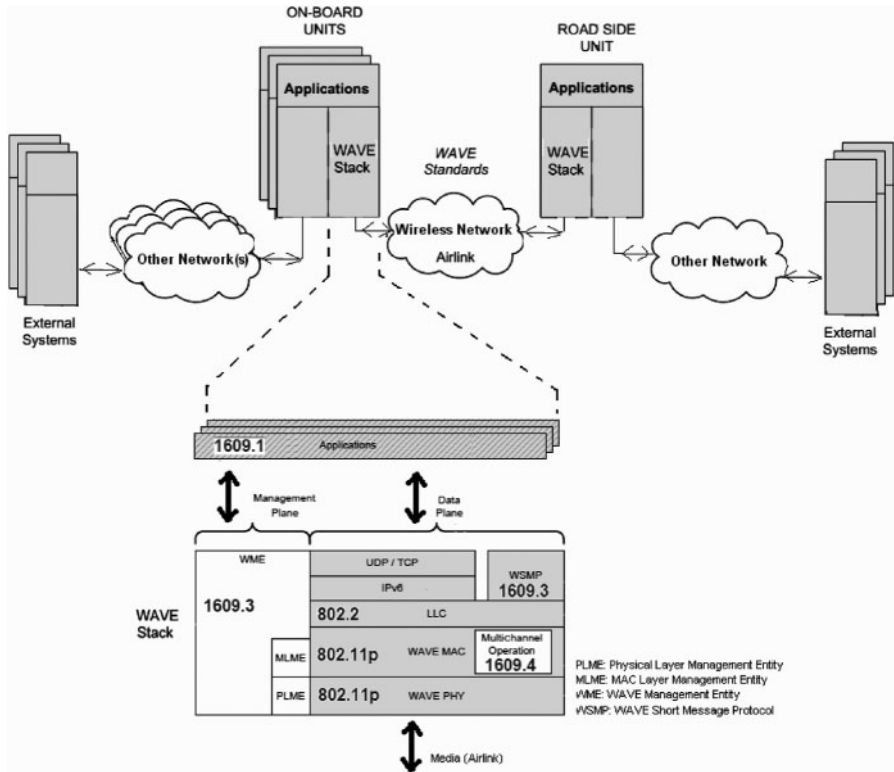 ON-BOARD
UNITS
ROAD SIDE
UNIT
Applications
Applications
WAVE
Stack
WAVE
Standards
WAVE
Stack
Wireless Network
Airlink
Other Network(s)
Other Network
External
Systems
External
Systems
1609.1 Applications
Management
Plane
Data
Plane
WME
UDP / TCP
WSMP
1609.3
IPv6
1609.3
802.2 LLC
WAVE
Stack
Multichannel
Operation
1609.4
MLME
802.11p WAVE MAC
PLME
802.11p WAVE PHY
PLME: Physical Layer Management Entity
MLME: MAC Layer Management Entity
WME: WAVE Management Entity
WSMP: WAVE Short Message Protocol
Media (Airlink)